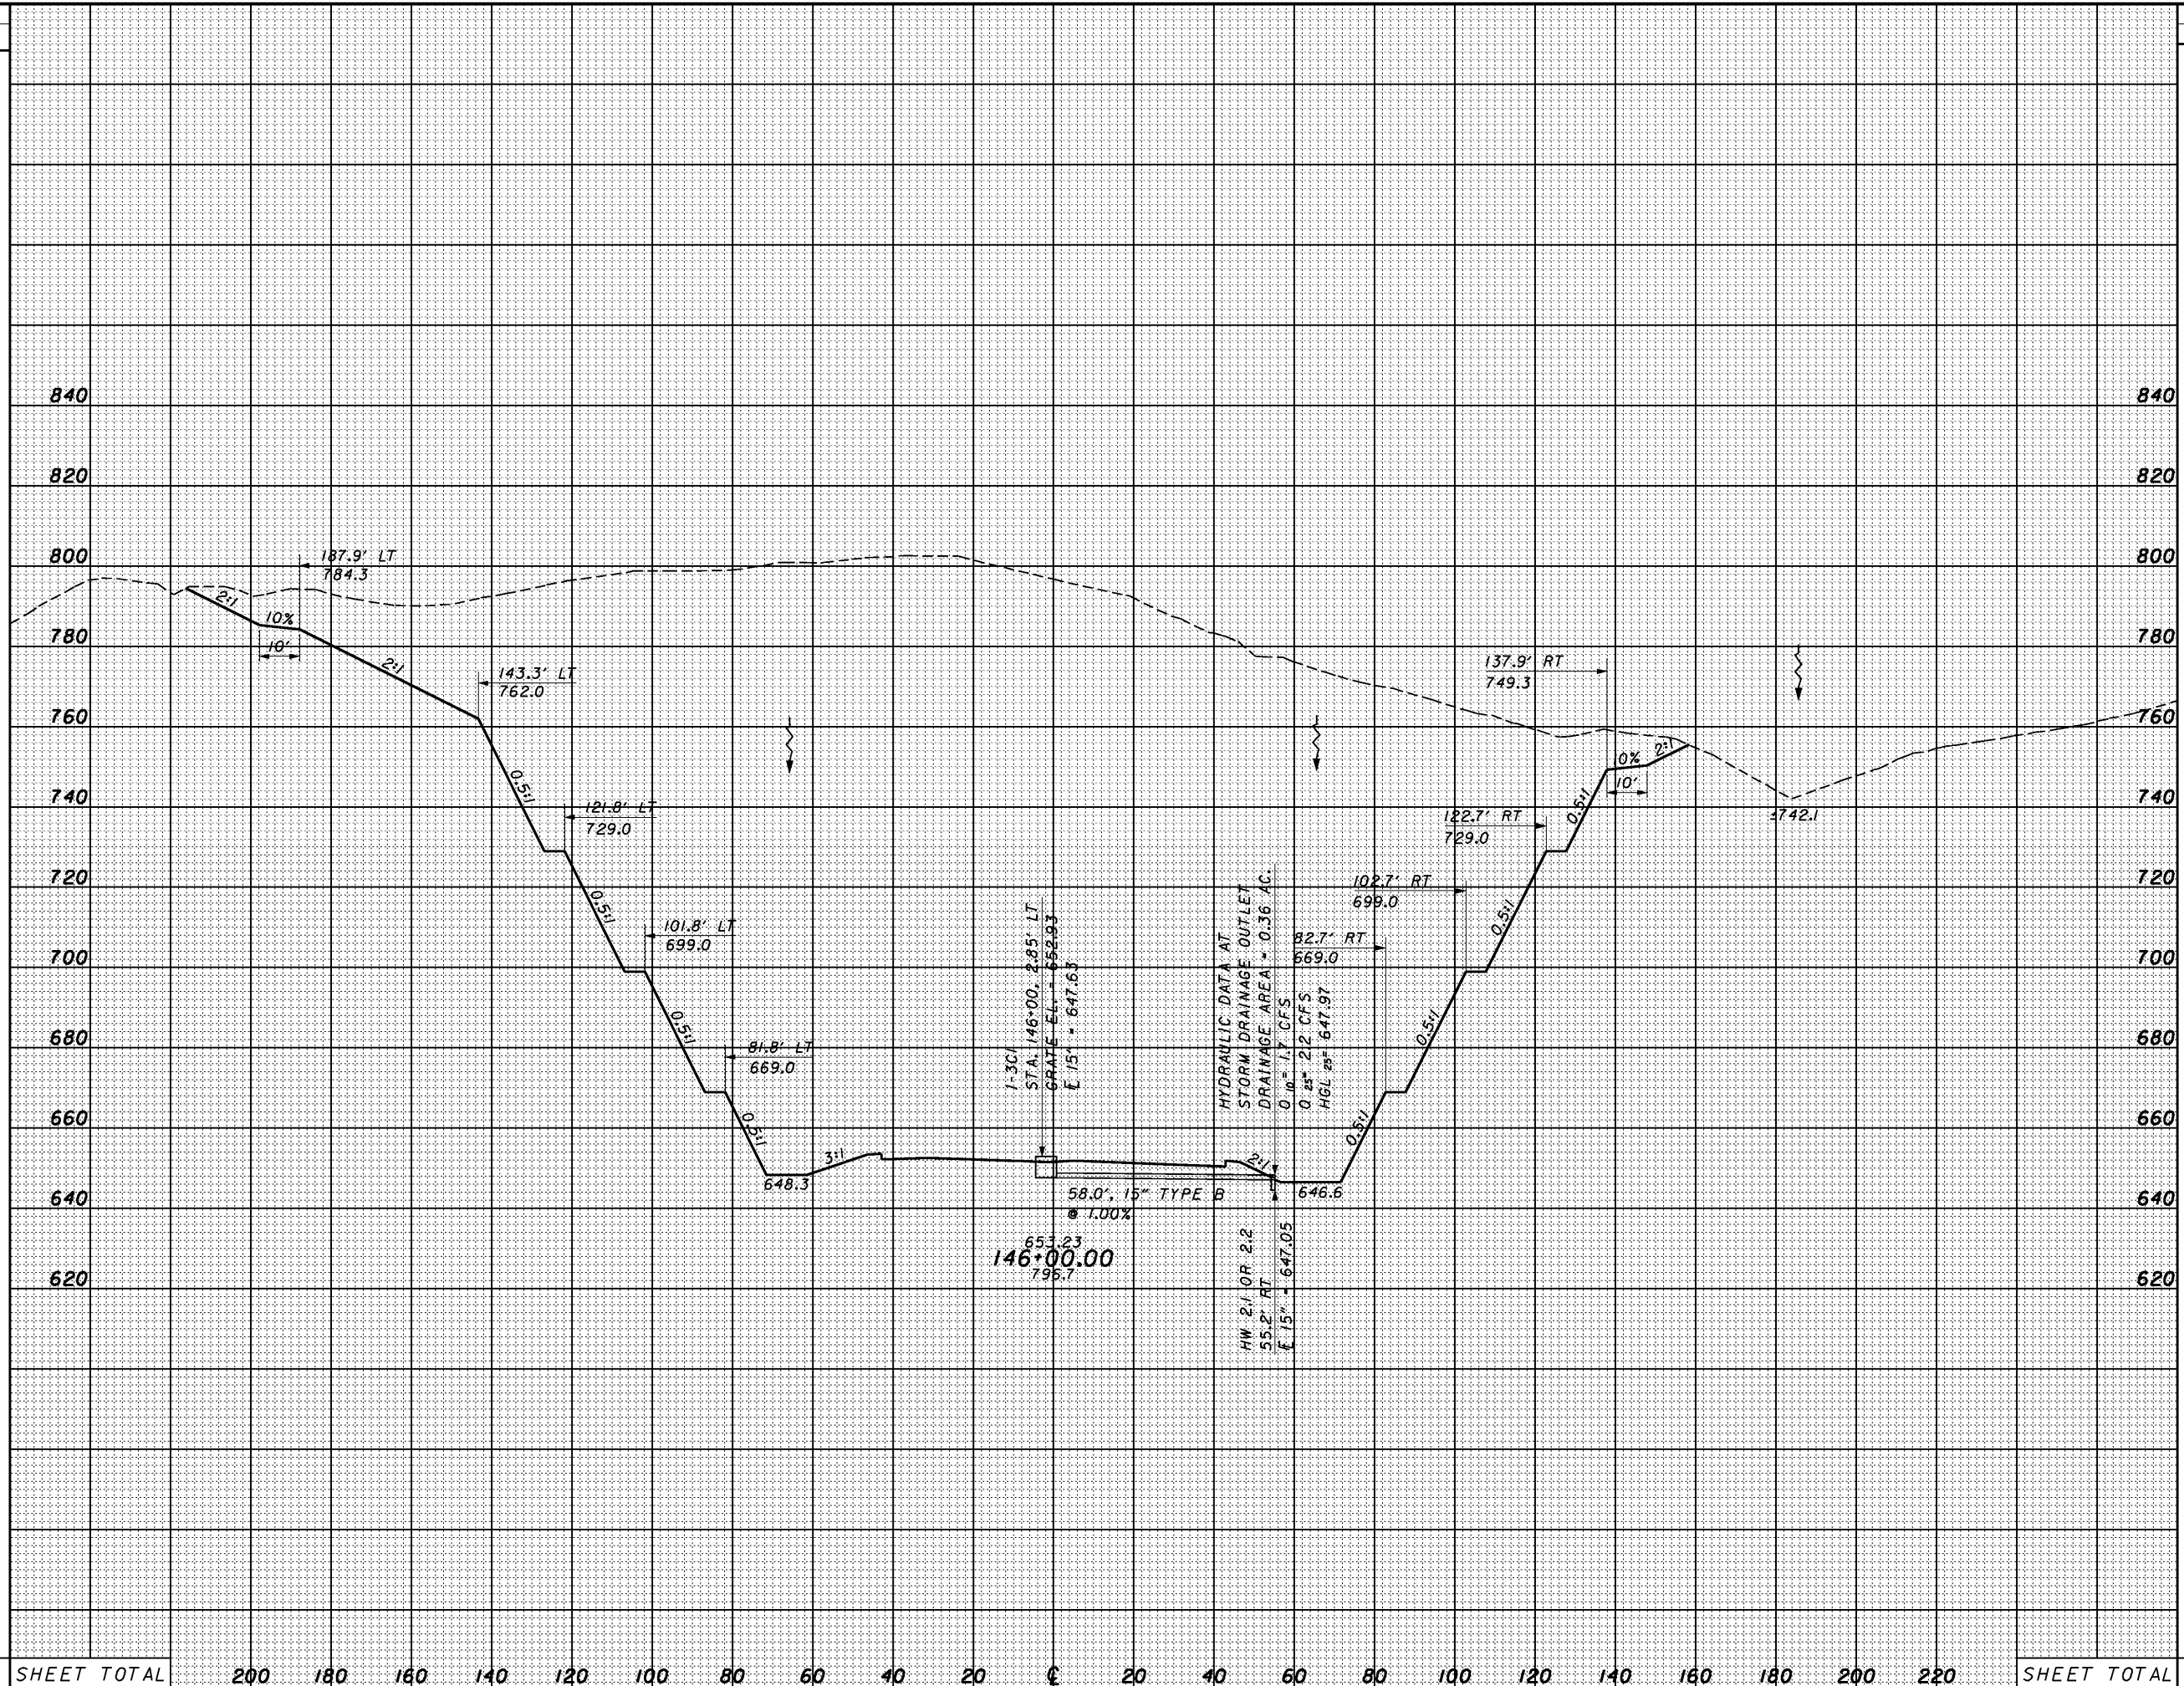 840 840
820 820
800 800
187.9' LT
784.3
2:1
10%
10'
780 780
2:1
143.3' LT
762.0
137.9' RT
749.3
760 760
0%
2:1
10'
0.5:1
0.5:1
740 740
742.1
121.8' LT
729.0
122.7' RT
729.0
720 720
0.5:1
0.5:1
102.7' RT
699.0
101.8' LT
699.0
82.7' RT
669.0
700 700
1-3C1
STA. 146+00, 2.85' LT
GRATE EL. = 652.93
15" = 647.63
HYDRAULIC DATA AT
STORM DRAINAGE OUTLET
DRAINAGE AREA = 0.36 AC.
Q 10 = 1.7 CFS
Q 25 = 2.2 CFS
HGL 25 = 647.97
0.5:1
0.5:1
680 680
81.8' LT
669.0
660 660
0.5:1
0.5:1
3:1
2:1
648.3
646.6
58.0', 15" TYPE B
@ 1.00%
640 640
653.23
146+00.00
796.7
HW 2.1 OR 2.2
55.2' RT
15" = 647.05
620 620
SHEET TOTAL 200 180 160 140 120 100 80 60 40 20 ℄ 20 40 60 80 100 120 140 160 180 200 220 SHEET TOTAL